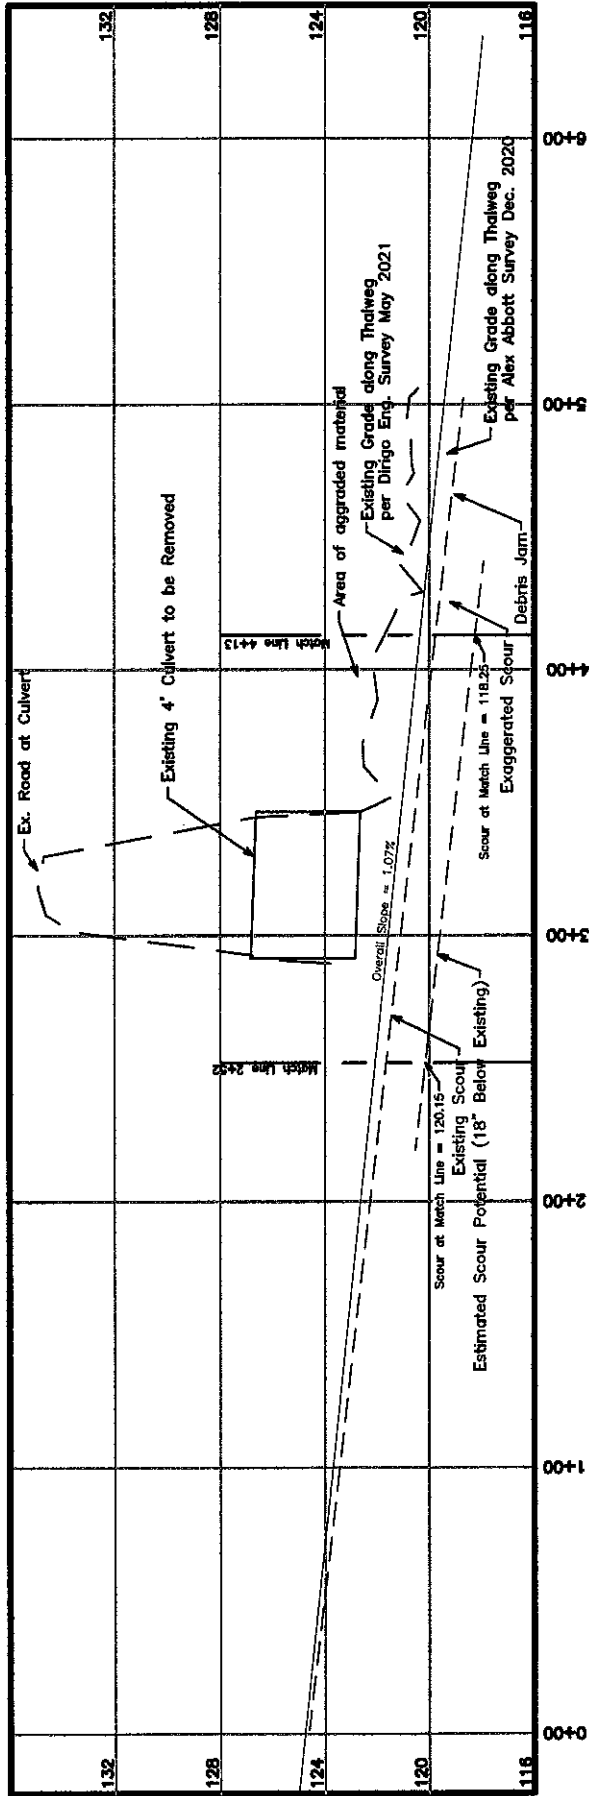 132
128
124
120
116
132
128
124
120
116
0+00
1+00
2+00
3+00
4+00
5+00
6+00
Ex. Road at Culvert
Existing 4' Culvert to be Removed
Area of aggraded material
Existing Grade along Thalweg
per Dirigo Eng. Survey May 2021
Match Line 2+52
Match Line 4+13
Overall Slope = 1.07%
Scour at Match Line = 120.15
Existing Scour
Estimated Scour Potential (18" Below Existing)
Scour at Match Line = 118.25
Exaggerated Scour
Debris Jam
Existing Grade along Thalweg
per Alex Abbott Survey Dec. 2020